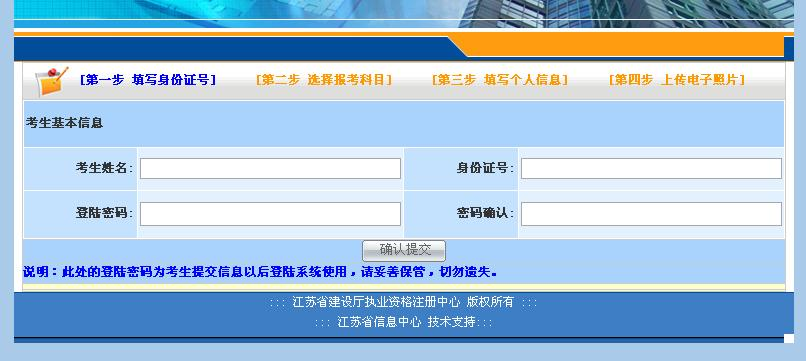 [第一步 填写身份证号] [第二步 选择报考科目] [第三步 填写个人信息] [第四步 上传电子照片]
考生基本信息
考生姓名: 身份证号:
登陆密码: 密码确认:
确认提交
说明：此处的登陆密码为考生提交信息以后登陆系统使用，请妥善保管，切勿遗失。
::: 江苏省建设厅执业资格注册中心 版权所有 :::
::: 江苏省信息中心 技术支持:::